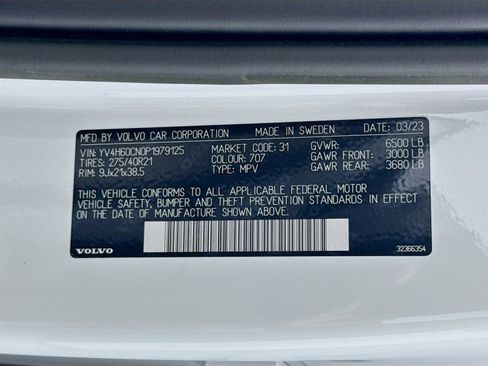 MFD BY VOLVO CAR CORPORATION MADE IN SWEDEN DATE: 03/23
VIN: YV4H60CN0P1979125 MARKET: 31 GVWR: 6500 LB
TIRES: 275/40R21 COLOUR: 707 GAWR FRONT: 3000 LB
RIM: 9Jx21x38.5 TYPE: MPV GAWR REAR: 3680 LB
THIS VEHICLE CONFORMS TO ALL APPLICABLE FEDERAL MOTOR
VEHICLE SAFETY, BUMPER AND THEFT PREVENTION STANDARDS IN EFFECT
ON THE DATE OF MANUFACTURE SHOWN ABOVE.
VOLVO 32366354